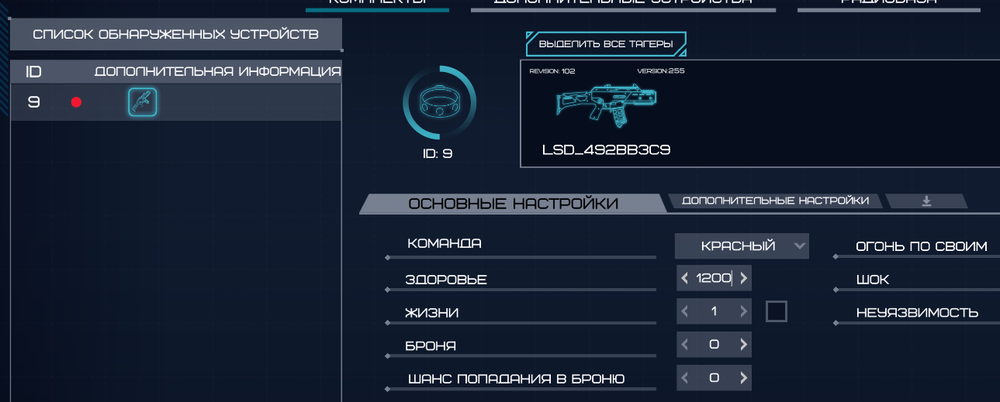 КОМПЛЕКТЫ
ДОПОЛНИТЕЛЬНЫЕ УСТРОЙСТВА
РАДИОБАЗА
СПИСОК ОБНАРУЖЕННЫХ УСТРОЙСТВ
ID ДОПОЛНИТЕЛЬНАЯ ИНФОРМАЦИЯ
9
ID: 9
ВЫДЕЛИТЬ ВСЕ ТАГЕРЫ
REVISION: 102 VERSION:255
LSD_492BB3C9
ОСНОВНЫЕ НАСТРОЙКИ
ДОПОЛНИТЕЛЬНЫЕ НАСТРОЙКИ
КОМАНДА КРАСНЫЙ
ЗДОРОВЬЕ 1200
ЖИЗНИ 1
БРОНЯ 0
ШАНС ПОПАДАНИЯ В БРОНЮ 0
ОГОНЬ ПО СВОИМ
ШОК
НЕУЯЗВИМОСТЬ